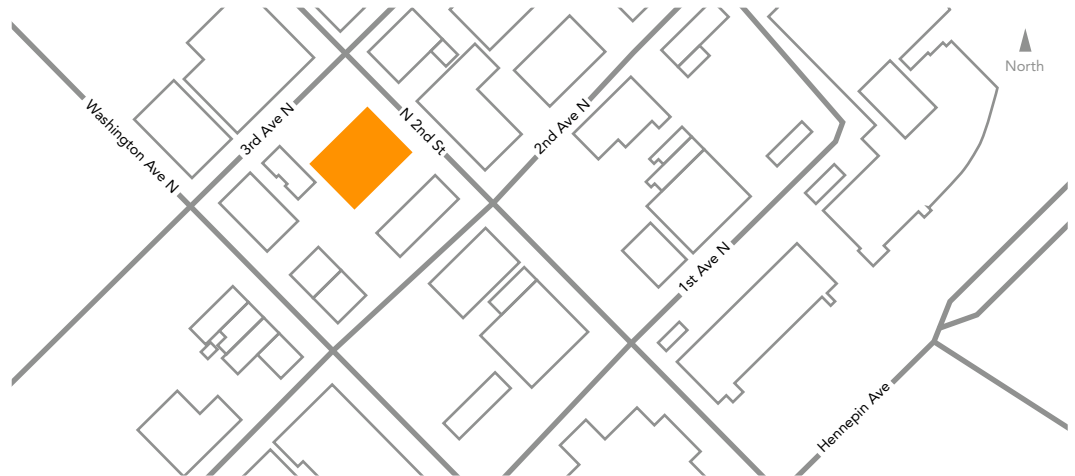 North
Washington Ave N
3rd Ave N
N 2nd St
2nd Ave N
1st Ave N
Hennepin Ave